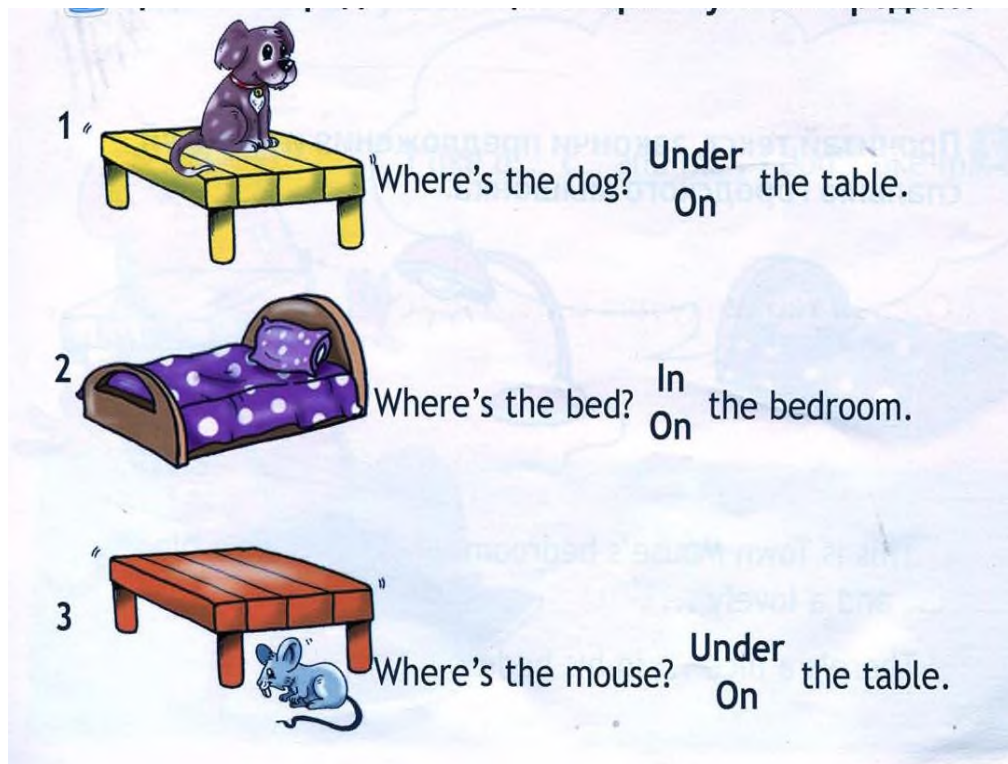 1
Where's the dog? Under the table.
On
2
Where's the bed? In the bedroom.
On
3
Where's the mouse? Under the table.
On